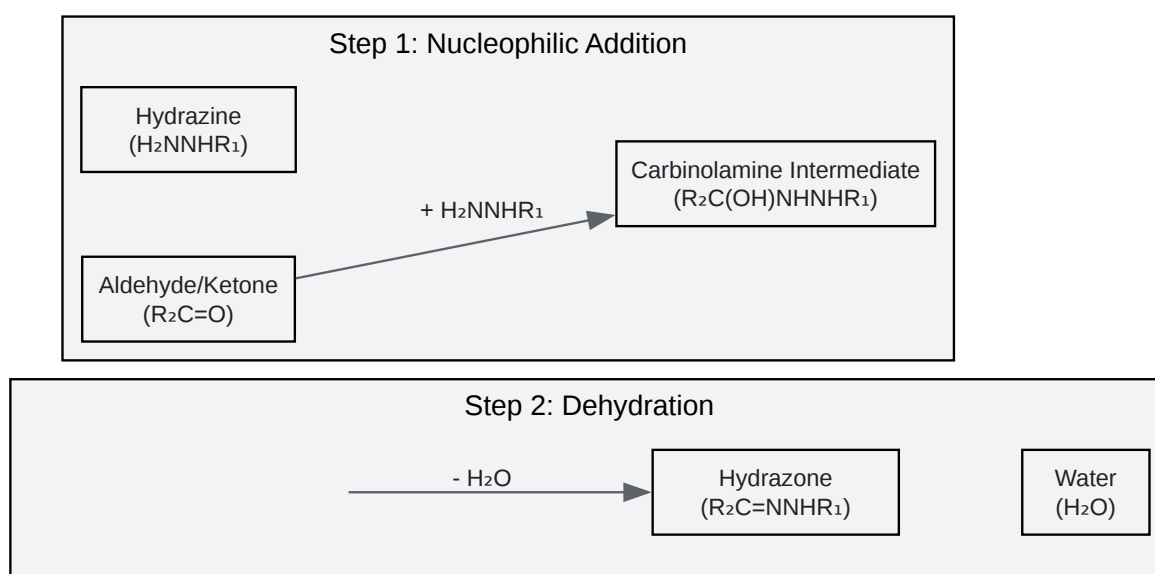 Step 1: Nucleophilic Addition
Hydrazine
(H₂NNHR₁)
Carbinolamine Intermediate
(R₂C(OH)NHNHR₁)
+ H₂NNHR₁
Aldehyde/Ketone
(R₂C=O)
Step 2: Dehydration
- H₂O
Hydrazone
(R₂C=NNHR₁)
Water
(H₂O)